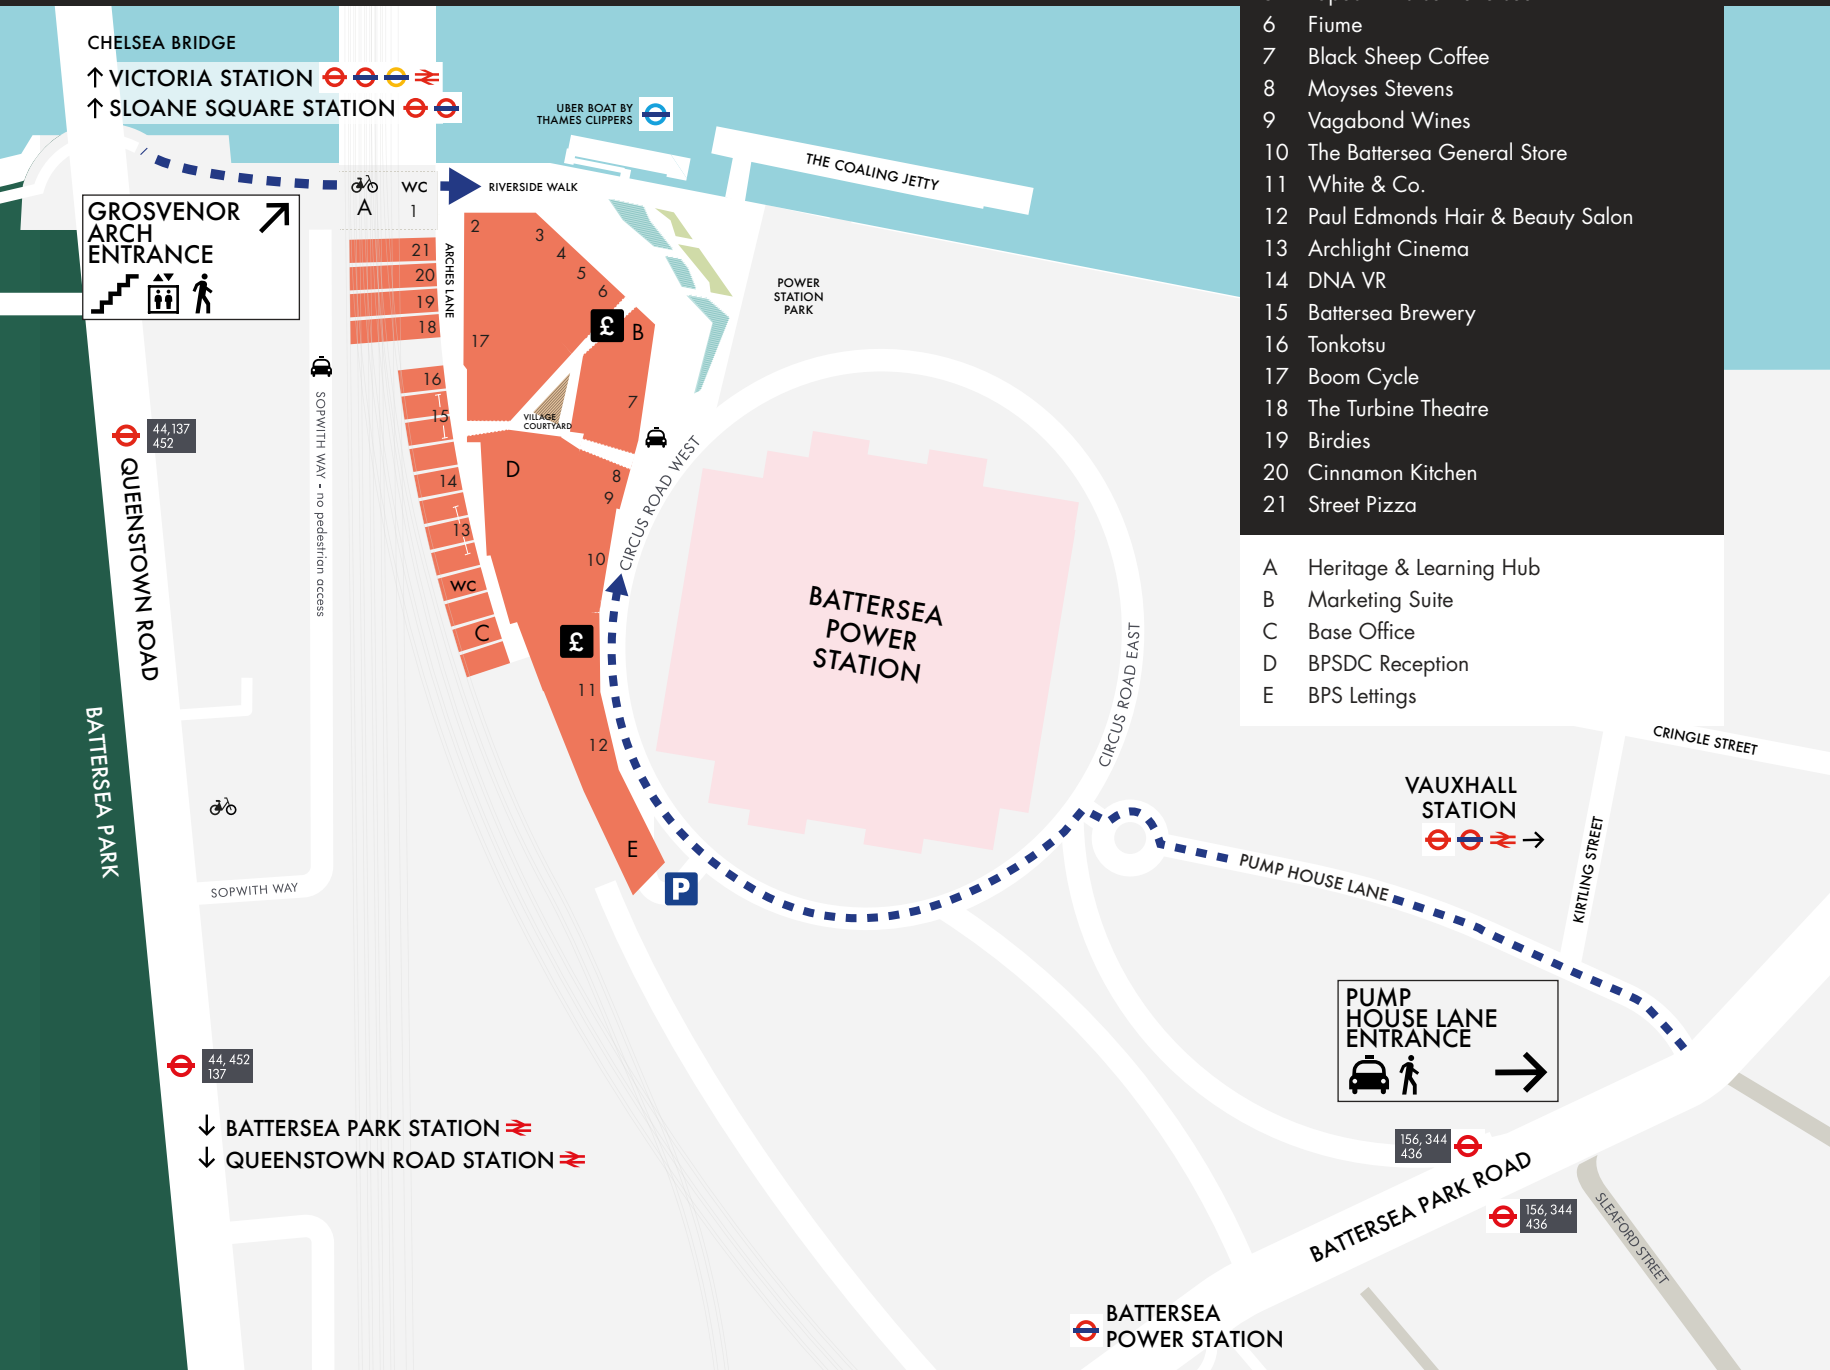 CHELSEA BRIDGE
↑ VICTORIA STATION
↑ SLOANE SQUARE STATION
UBER BOAT BY
THAMES CLIPPERS
THE COALING JETTY
WC
A
1
RIVERSIDE WALK
GROSVENOR
ARCH
ENTRANCE
ARCHES LANE
21
20
19
18
2
3
4
5
6
17
£
B
7
POWER
STATION
PARK
16
15
14
13
WC
C
VILLAGE
COURTYARD
D
8
9
10
£
11
12
E
P
SOPWITH WAY - no pedestrian access
44,137
452
QUEENSTOWN ROAD
BATTERSEA PARK
SOPWITH WAY
CIRCUS ROAD WEST
BATTERSEA
POWER
STATION
CIRCUS ROAD EAST
6 Fiume
7 Black Sheep Coffee
8 Moyses Stevens
9 Vagabond Wines
10 The Battersea General Store
11 White & Co.
12 Paul Edmonds Hair & Beauty Salon
13 Archlight Cinema
14 DNA VR
15 Battersea Brewery
16 Tonkotsu
17 Boom Cycle
18 The Turbine Theatre
19 Birdies
20 Cinnamon Kitchen
21 Street Pizza
A Heritage & Learning Hub
B Marketing Suite
C Base Office
D BPSDC Reception
E BPS Lettings
CRINGLE STREET
VAUXHALL
STATION
→
KIRTLING STREET
PUMP HOUSE LANE
PUMP
HOUSE LANE
ENTRANCE
44, 452
137
↓ BATTERSEA PARK STATION
↓ QUEENSTOWN ROAD STATION
156, 344
436
BATTERSEA PARK ROAD
156, 344
436
SLEAFORD STREET
BATTERSEA
POWER STATION